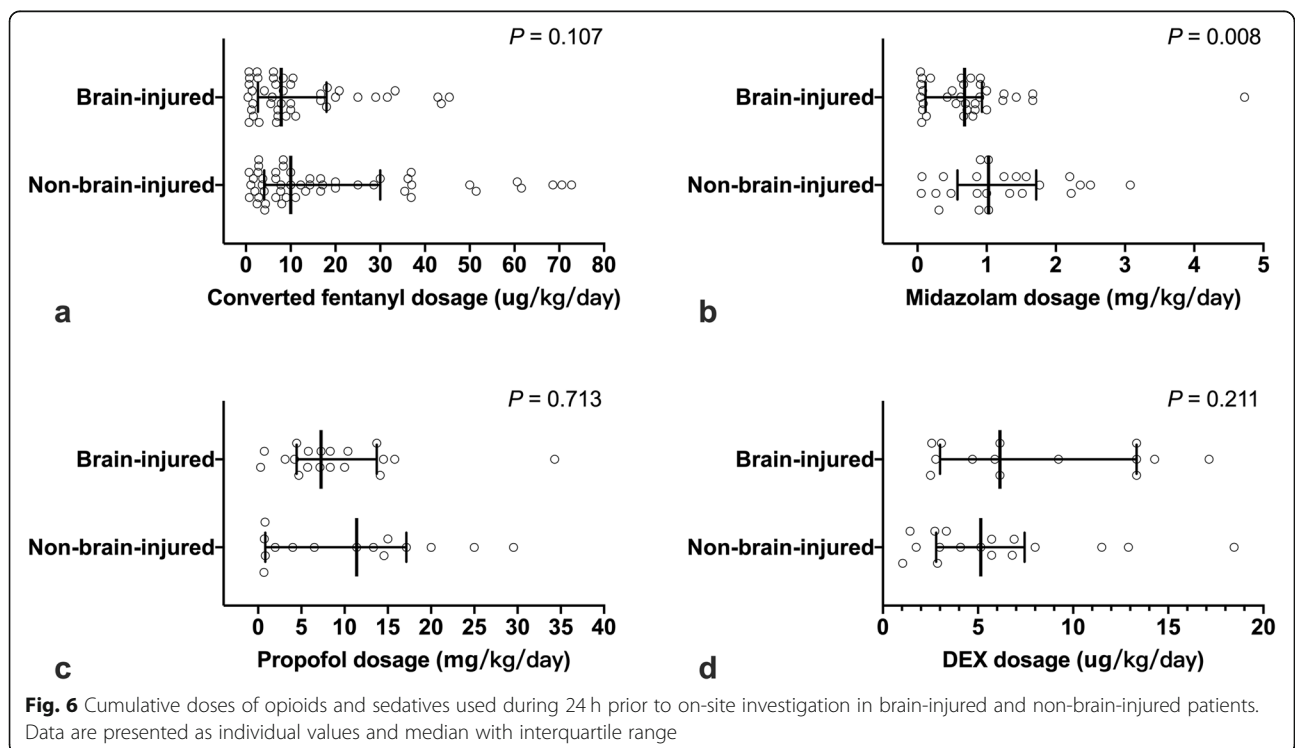 P = 0.107
Brain-injured
Non-brain-injured
0 10 20 30 40 50 60 70 80
Converted fentanyl dosage (ug/kg/day)
a
P = 0.008
Brain-injured
Non-brain-injured
0 1 2 3 4 5
Midazolam dosage (mg/kg/day)
b
P = 0.713
Brain-injured
Non-brain-injured
0 5 10 15 20 25 30 35 40
Propofol dosage (mg/kg/day)
c
P = 0.211
Brain-injured
Non-brain-injured
0 5 10 15 20
DEX dosage (ug/kg/day)
d
Fig. 6 Cumulative doses of opioids and sedatives used during 24 h prior to on-site investigation in brain-injured and non-brain-injured patients.
Data are presented as individual values and median with interquartile range